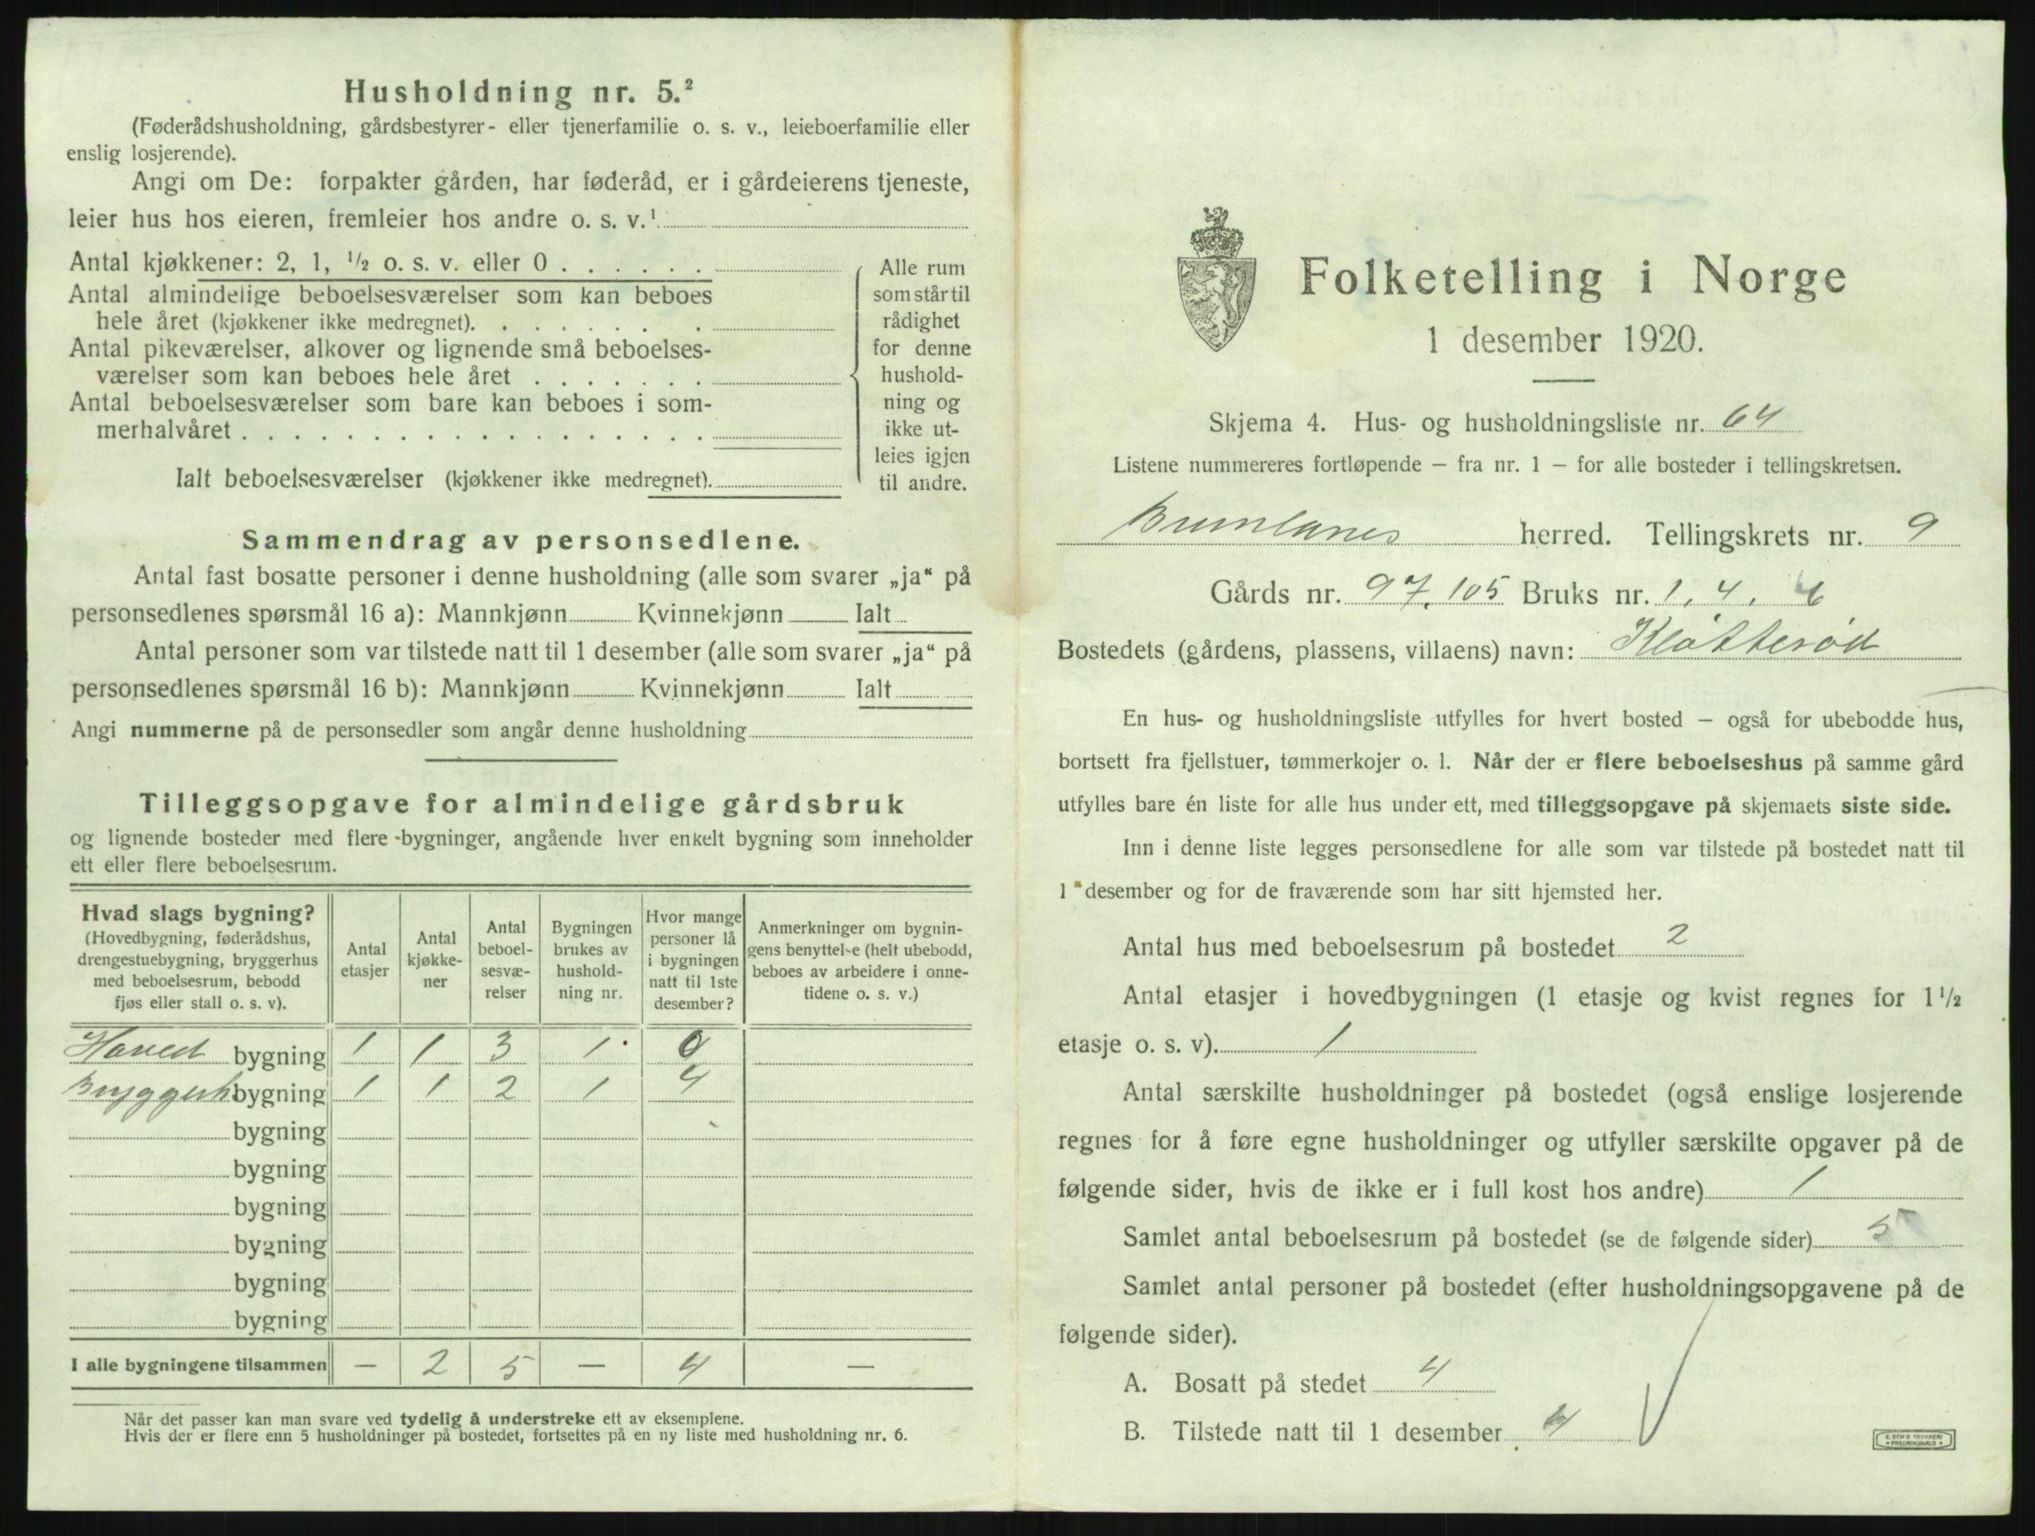 Husholdning nr. 5.²
(Føderådshusholdning, gårdsbestyrer- eller tjenerfamilie o. s. v., leieboerfamilie eller
enslig losjerende).
Angi om De: forpakter gården, har føderåd, er i gårdeierens tjeneste,
leier hus hos eieren, fremleier hos andre o. s. v.¹
Antal kjøkkener: 2, 1, ½ o. s. v. eller 0 . . . . . .
Antal almindelige beboelsesværelser som kan beboes
hele året (kjøkkener ikke medregnet). . . . . . . .
Antal pikeværelser, alkover og lignende små beboelses-
værelser som kan beboes hele året . . . . . . .
Antal beboelsesværelser som bare kan beboes i som-
merhalvåret . . . . . . . . . . . . . . . . . .
Ialt beboelsesværelser (kjøkkener ikke medregnet).
Alle rum
som står til
rådighet
for denne
hushold-
ning og
ikke ut-
leies igjen
til andre.
Sammendrag av personsedlene.
Antal fast bosatte personer i denne husholdning (alle som svarer „ja“ på
personsedlenes spørsmål 16 a): Mannkjønn Kvinnekjønn Ialt
Antal personer som var tilstede natt til 1 desember (alle som svarer „ja“ på
personsedlenes spørsmål 16 b): Mannkjønn Kvinnekjønn Ialt
Angi nummerne på de personsedler som angår denne husholdning
Tilleggsopgave for almindelige gårdsbruk
og lignende bosteder med flere bygninger, angående hver enkelt bygning som inneholder
ett eller flere beboelsesrum.
Hvad slags bygning?
(Hovedbygning, føderådshus,
drengestuebygning, bryggerhus
med beboelsesrum, bebodd
fjøs eller stall o. s. v).
Antal
etasjer
Antal
kjøkke-
ner
Antal
beboel-
sesvæ-
relser
Bygningen
brukes av
hushold-
ning nr.
Hvor mange
personer lå
i bygningen
natt til 1ste
desember?
Anmerkninger om bygnin-
gens benyttelse (helt ubebodd,
beboes av arbeidere i onne-
tidene o. s. v.)
Hoved bygning 1 1 3 1 0
Bryggerh. bygning 1 1 2 1 4
bygning
bygning
bygning
bygning
bygning
bygning
I alle bygningene tilsammen — 2 5 — 4 —
Når det passer kan man svare ved tydelig å understreke ett av eksemplene.
Hvis der er flere enn 5 husholdninger på bostedet, fortsettes på en ny liste med husholdning nr. 6.
Folketelling i Norge
1 desember 1920.
Skjema 4. Hus- og husholdningsliste nr. 64
Listene nummereres fortløpende – fra nr. 1 – for alle bosteder i tellingskretsen.
Brunlanes herred. Tellingskrets nr. 9
Gårds nr. 97, 105 Bruks nr. 1, 4, 6
Bostedets (gårdens, plassens, villaens) navn: Kløtterød
En hus- og husholdningsliste utfylles for hvert bosted – også for ubebodde hus,
bortsett fra fjellstuer, tømmerkojer o. l. Når der er flere beboelseshus på samme gård
utfylles bare én liste for alle hus under ett, med tilleggsopgave på skjemaets siste side.
Inn i denne liste legges personsedlene for alle som var tilstede på bostedet natt til
1 desember og for de fraværende som har sitt hjemsted her.
Antal hus med beboelsesrum på bostedet 2
Antal etasjer i hovedbygningen (1 etasje og kvist regnes for 1½
etasje o. s. v). 1
Antal særskilte husholdninger på bostedet (også enslige losjerende
regnes for å føre egne husholdninger og utfyller særskilte opgaver på de
følgende sider, hvis de ikke er i full kost hos andre) 1
Samlet antal beboelsesrum på bostedet (se de følgende sider) 5
Samlet antal personer på bostedet (efter husholdningsopgavene på de
følgende sider).
A. Bosatt på stedet 4
B. Tilstede natt til 1 desember 4